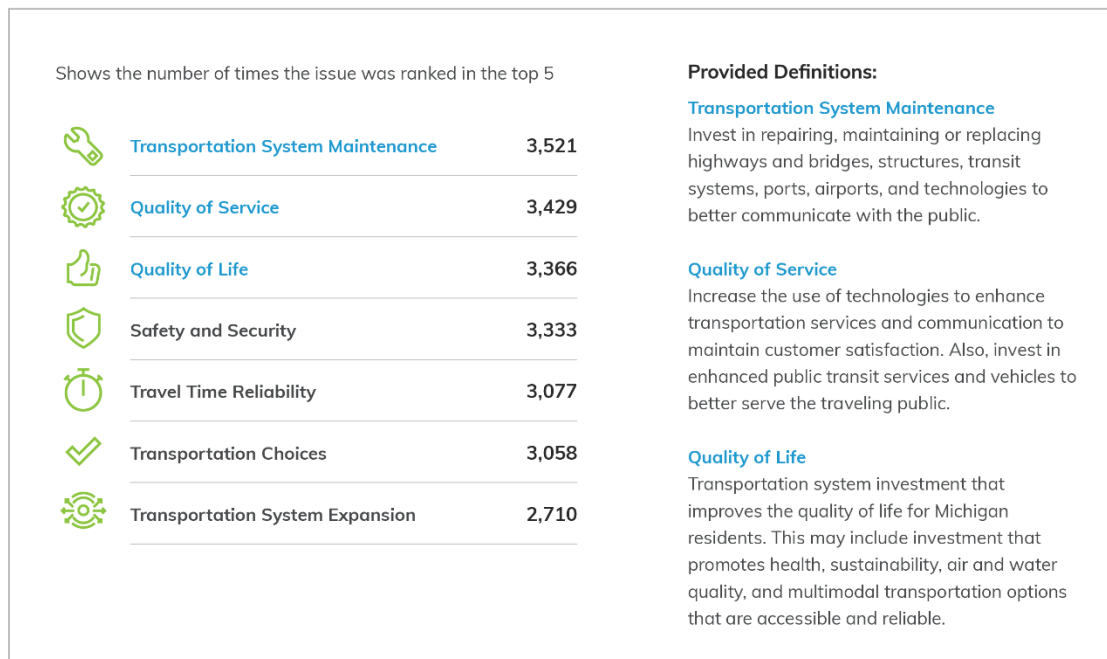 Shows the number of times the issue was ranked in the top 5
Transportation System Maintenance 3,521
Quality of Service 3,429
Quality of Life 3,366
Safety and Security 3,333
Travel Time Reliability 3,077
Transportation Choices 3,058
Transportation System Expansion 2,710
Provided Definitions:
Transportation System Maintenance
Invest in repairing, maintaining or replacing
highways and bridges, structures, transit
systems, ports, airports, and technologies to
better communicate with the public.
Quality of Service
Increase the use of technologies to enhance
transportation services and communication to
maintain customer satisfaction. Also, invest in
enhanced public transit services and vehicles to
better serve the traveling public.
Quality of Life
Transportation system investment that
improves the quality of life for Michigan
residents. This may include investment that
promotes health, sustainability, air and water
quality, and multimodal transportation options
that are accessible and reliable.